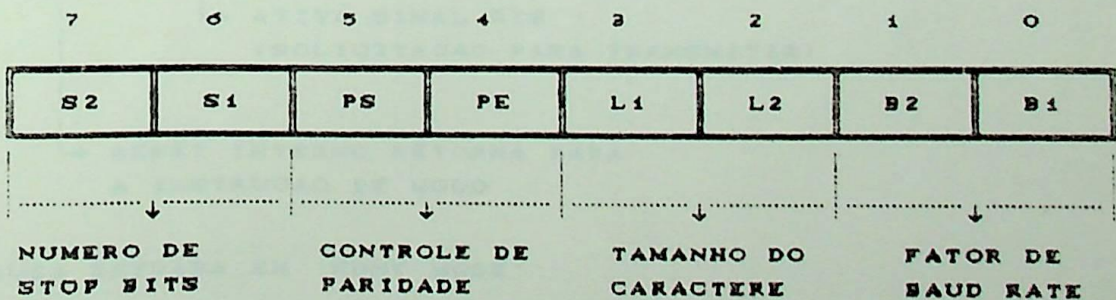 7 6 5 4 3 2 1 0
S2 S1 PS PE L1 L2 B2 B1
NUMERO DE CONTROLE DE TAMANHO DO FATOR DE
STOP BITS PARIDADE CARACTERE BAUD RATE